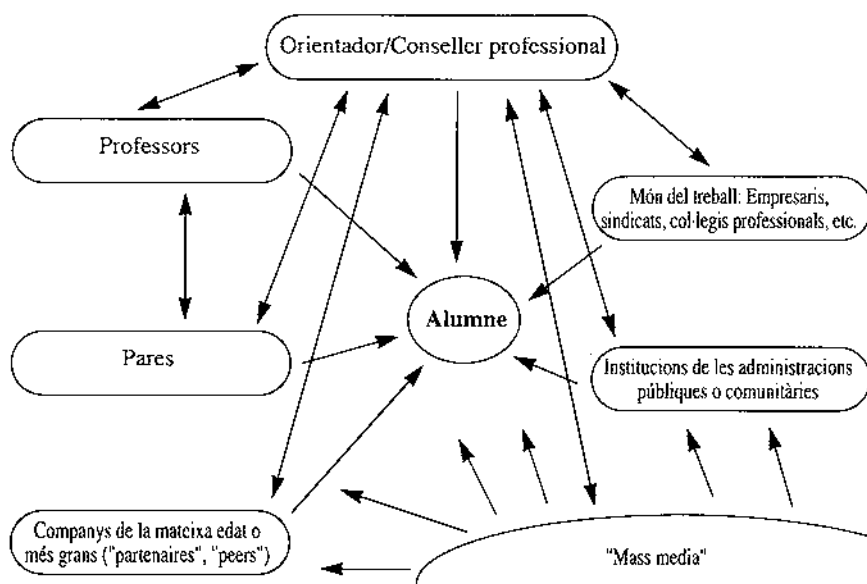 Orientador/Conseller professional
Professors
Món del treball: Empresaris,
sindicats, col·legis professionals, etc.
Alumne
Pares
Institucions de les administracions
públiques o comunitàries
Companys de la mateixa edat o
més grans ("partenaires", "peers")
"Mass media"